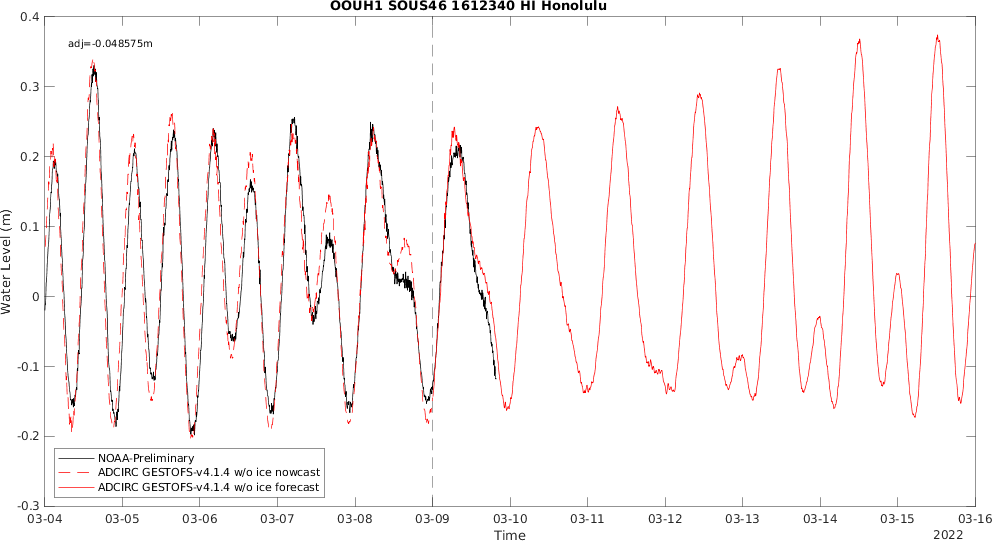 OOUH1 SOUS46 1612340 HI Honolulu
adj=-0.048575m
0.4
0.3
0.2
0.1
0
-0.1
-0.2
-0.3
Water Level (m)
NOAA-Preliminary
ADCIRC GESTOFS-v4.1.4 w/o ice nowcast
ADCIRC GESTOFS-v4.1.4 w/o ice forecast
03-04 03-05 03-06 03-07 03-08 03-09 03-10 03-11 03-12 03-13 03-14 03-15 03-16
Time
2022